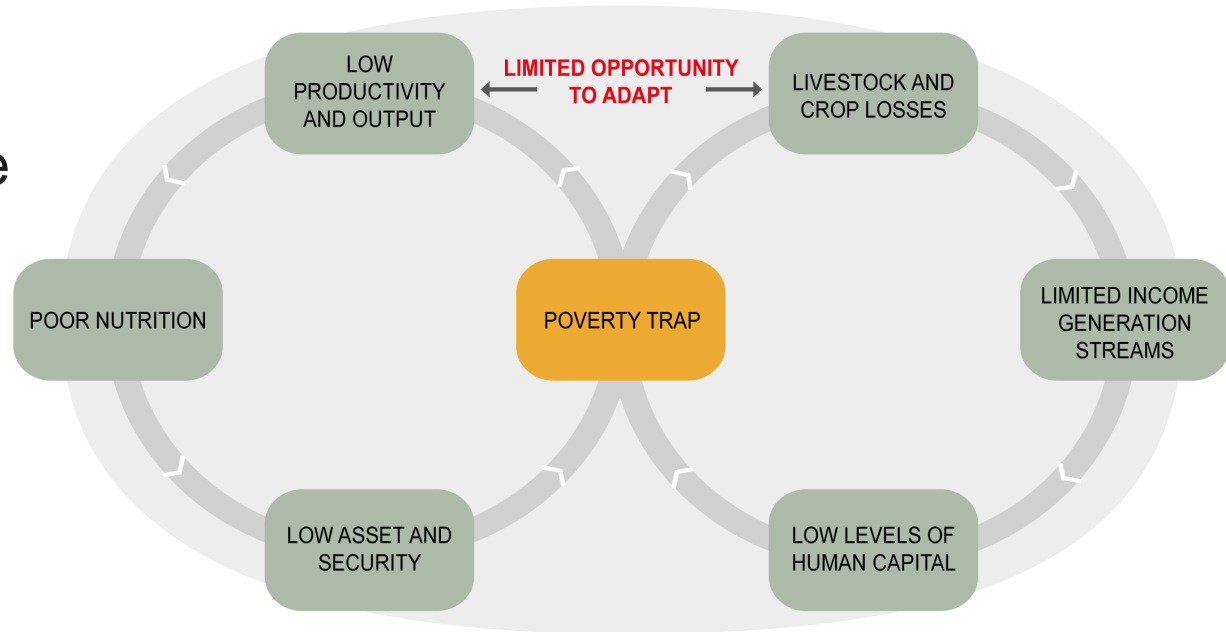 LOW
PRODUCTIVITY
AND OUTPUT
LIMITED OPPORTUNITY
TO ADAPT
LIVESTOCK AND
CROP LOSSES
e
POOR NUTRITION
POVERTY TRAP
LIMITED INCOME
GENERATION
STREAMS
LOW ASSET AND
SECURITY
LOW LEVELS OF
HUMAN CAPITAL